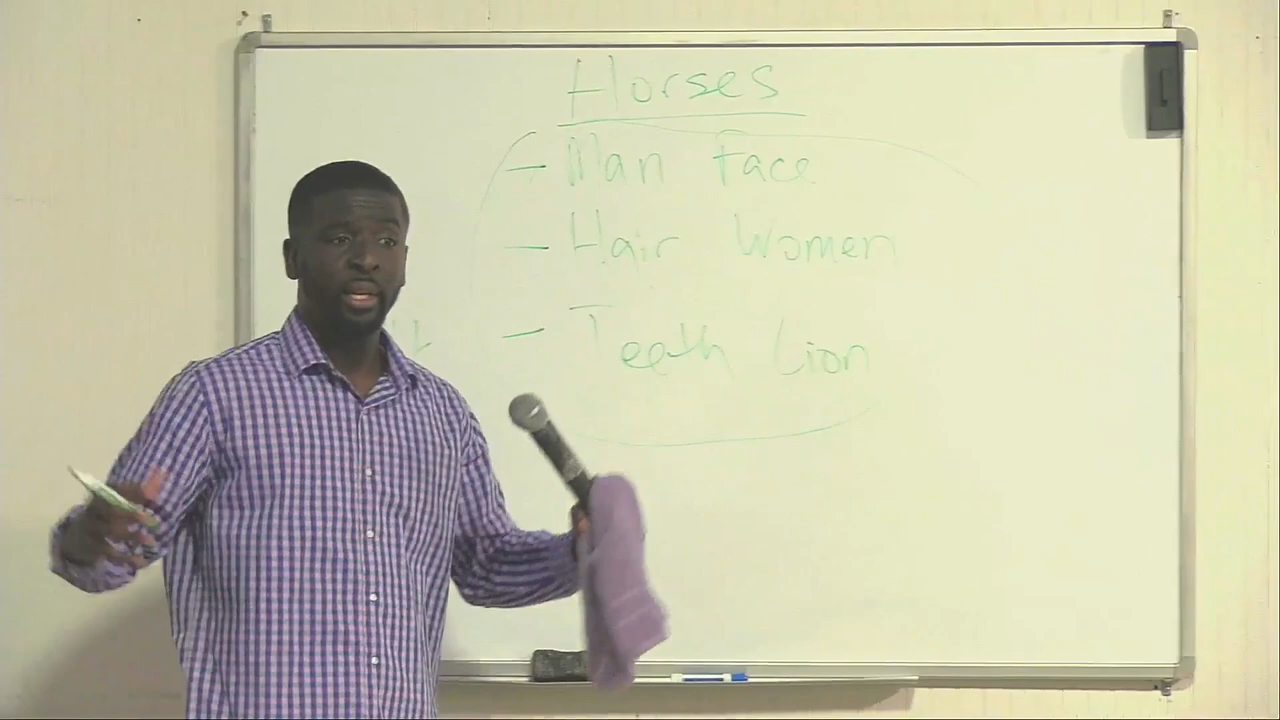 Horses
- Man Face
- Hair Women
- Teeth Lion